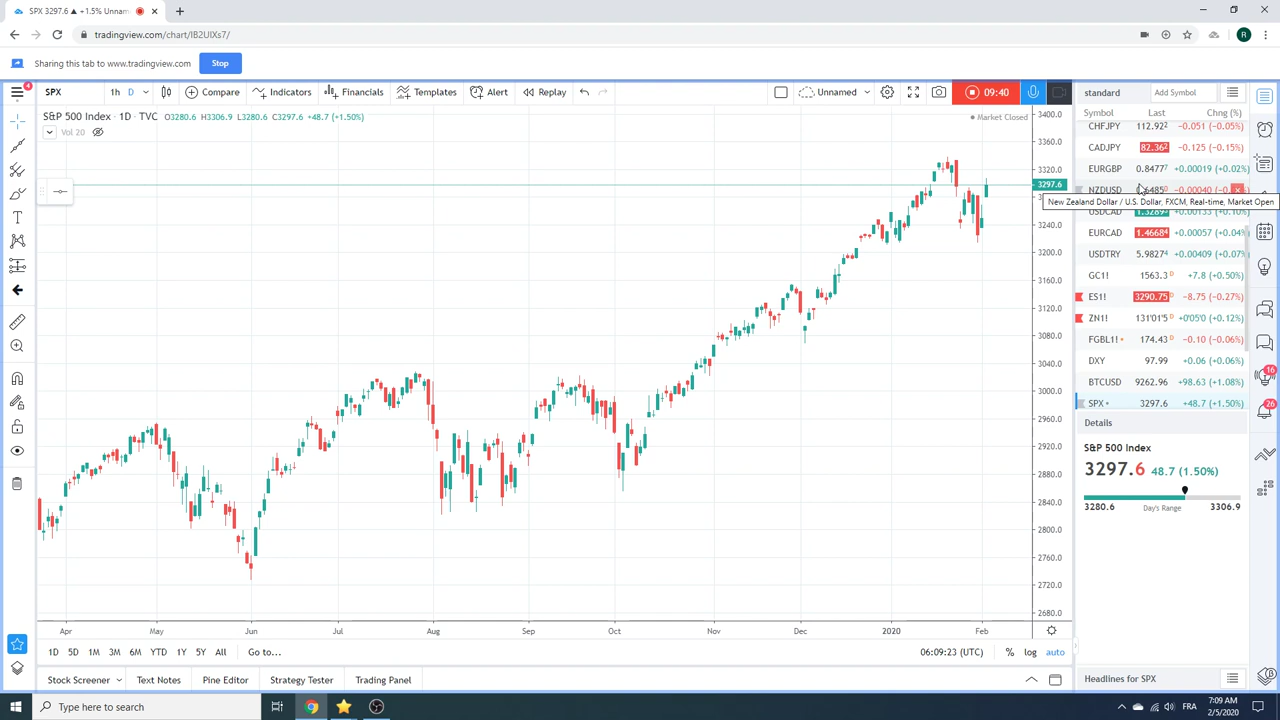 SPX 3297.6 ▲ +1.5% Unnam
tradingview.com/chart/IB2UIXs7/
R
Sharing this tab to www.tradingview.com
Stop
4
SPX
1h D
Compare
Indicators
Financials
Templates
Alert
Replay
Unnamed
09:40
standard
Add Symbol
S&P 500 Index · 1D · TVC O3280.6 H3306.9 L3280.6 C3297.6 +48.7 (+1.50%)
Market Closed
Vol 20
3400.0
3360.0
3320.0
3297.6
3200.0
3160.0
3120.0
3080.0
3040.0
3000.0
2960.0
2920.0
2880.0
2840.0
2800.0
2760.0
2720.0
2680.0
Apr May Jun Jul Aug Sep Oct Nov Dec 2020 Feb
1D 5D 1M 3M 6M YTD 1Y 5Y All Go to...
06:09:23 (UTC) % log auto
Stock Screener Text Notes Pine Editor Strategy Tester Trading Panel
Symbol Last Chng (%)
CHFJPY 112.92² −0.051 (−0.05%)
CADJPY 82.36² −0.125 (−0.15%)
EURGBP 0.8477⁷ +0.00019 (+0.02%)
NZDUSD −0.00040
New Zealand Dollar / U.S. Dollar, FXCM, Real-time, Market Open
USDCAD +0.00133
EURCAD 1.4668⁴ +0.00057 (+0.04%)
USDTRY 5.9827⁴ +0.00409 (+0.07%)
GC1! 1563.3 D +7.8 (+0.50%)
ES1! 3290.75 D −8.75 (−0.27%)
ZN1! 131'01'5 D +0'05'0 (+0.12%)
FGBL1! 174.43 D −0.10 (−0.06%)
DXY 97.99 +0.06 (+0.06%)
BTCUSD 9262.96 +98.63 (+1.08%)
SPX 3297.6 +48.7 (+1.50%)
Details
S&P 500 Index
3297.6 48.7 (1.50%)
3280.6 Day's Range 3306.9
Headlines for SPX
16
26
Type here to search
FRA
7:09 AM
2/5/2020